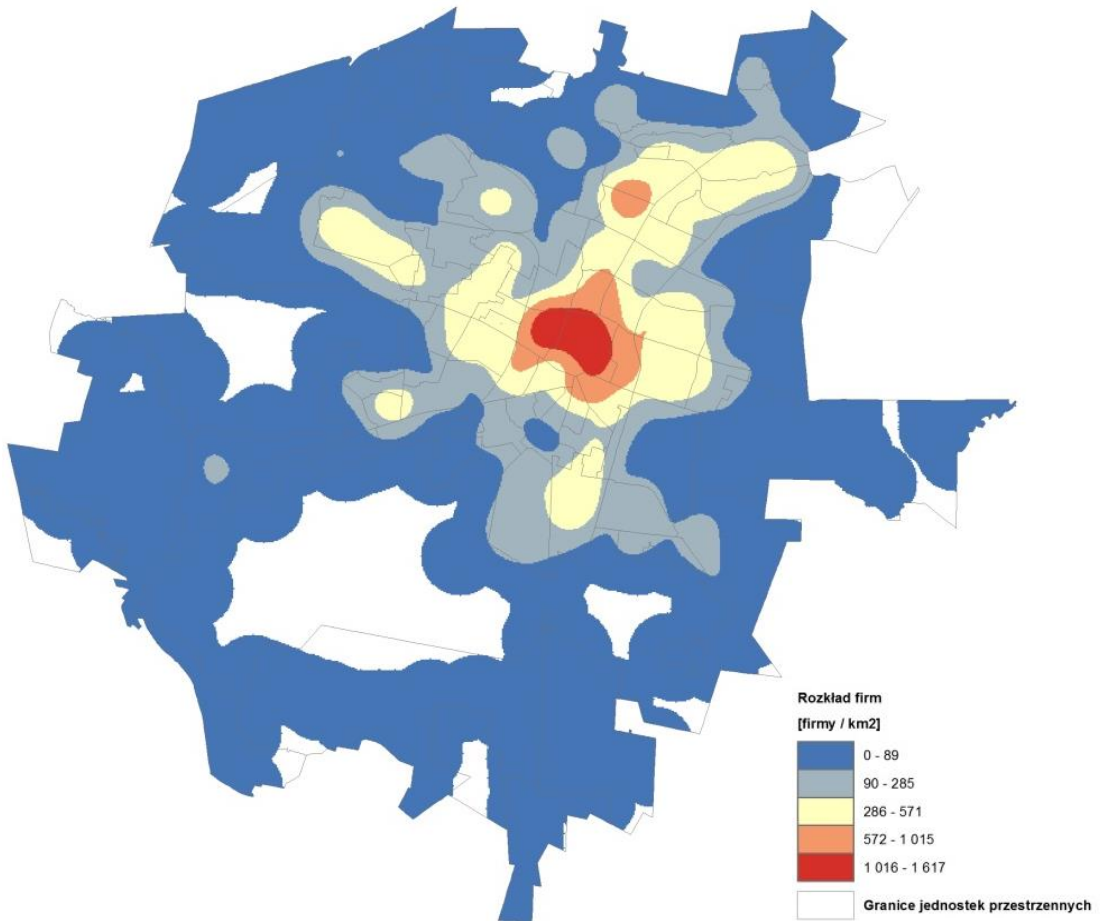 Rozkład firm
[firmy / km2]
0 - 89
90 - 285
286 - 571
572 - 1 015
1 016 - 1 617
Granice jednostek przestrzennych